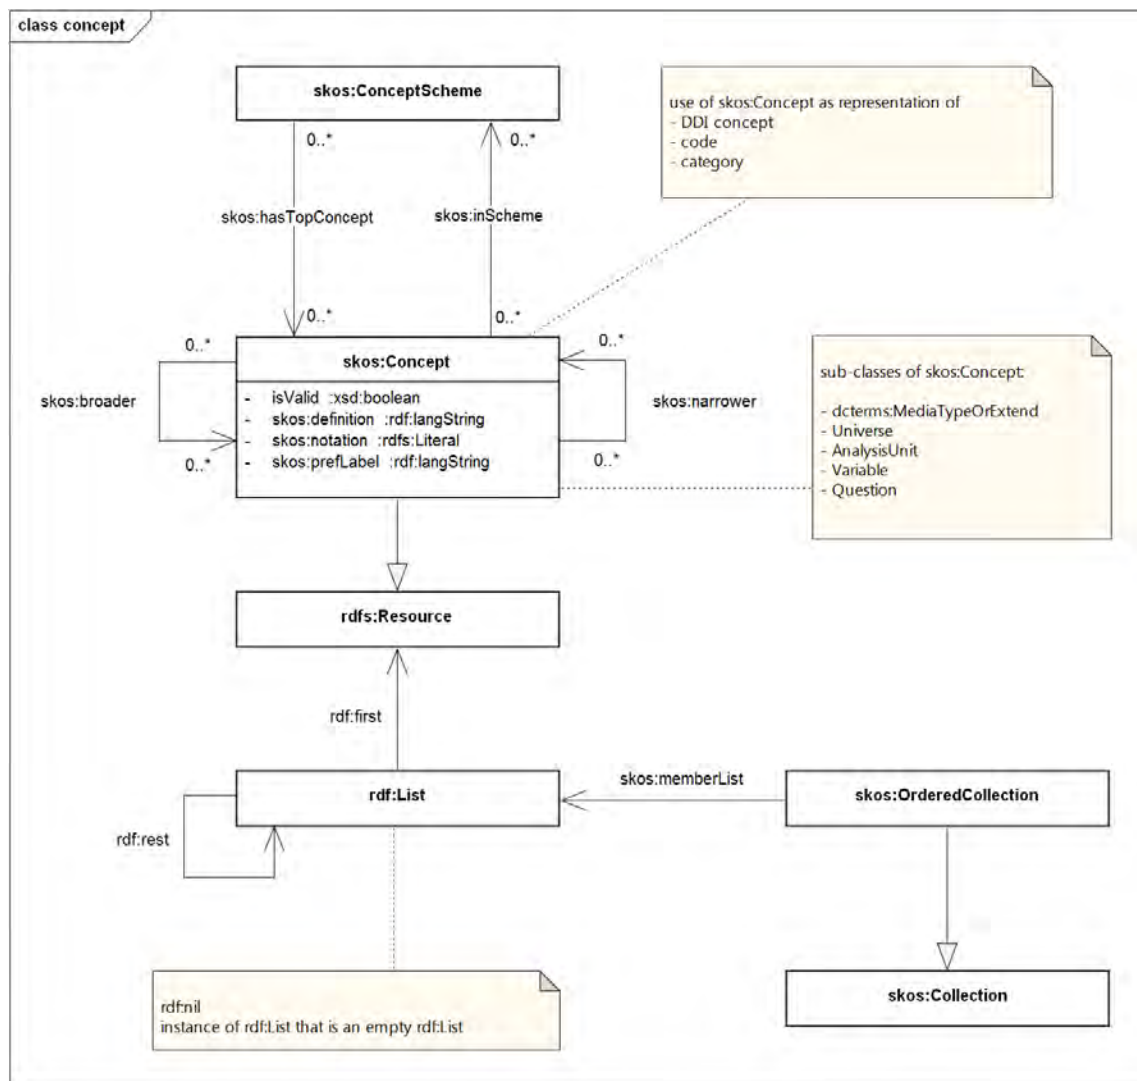 class concept
skos:ConceptScheme
use of skos:Concept as representation of
- DDI concept
- code
- category
0..*
0..*
skos:hasTopConcept
skos:inScheme
0..*
0..*
0..*
skos:Concept
0..*
sub-classes of skos:Concept:
- dcterms:MediaTypeOrExtend
- Universe
- AnalysisUnit
- Variable
- Question
skos:broader
- isValid :xsd:boolean
- skos:definition :rdf:langString
- skos:notation :rdfs:Literal
- skos:prefLabel :rdf:langString
skos:narrower
0..*
0..*
rdfs:Resource
rdf:first
rdf:List
skos:memberList
skos:OrderedCollection
rdf:rest
rdf:nil
instance of rdf:List that is an empty rdf:List
skos:Collection